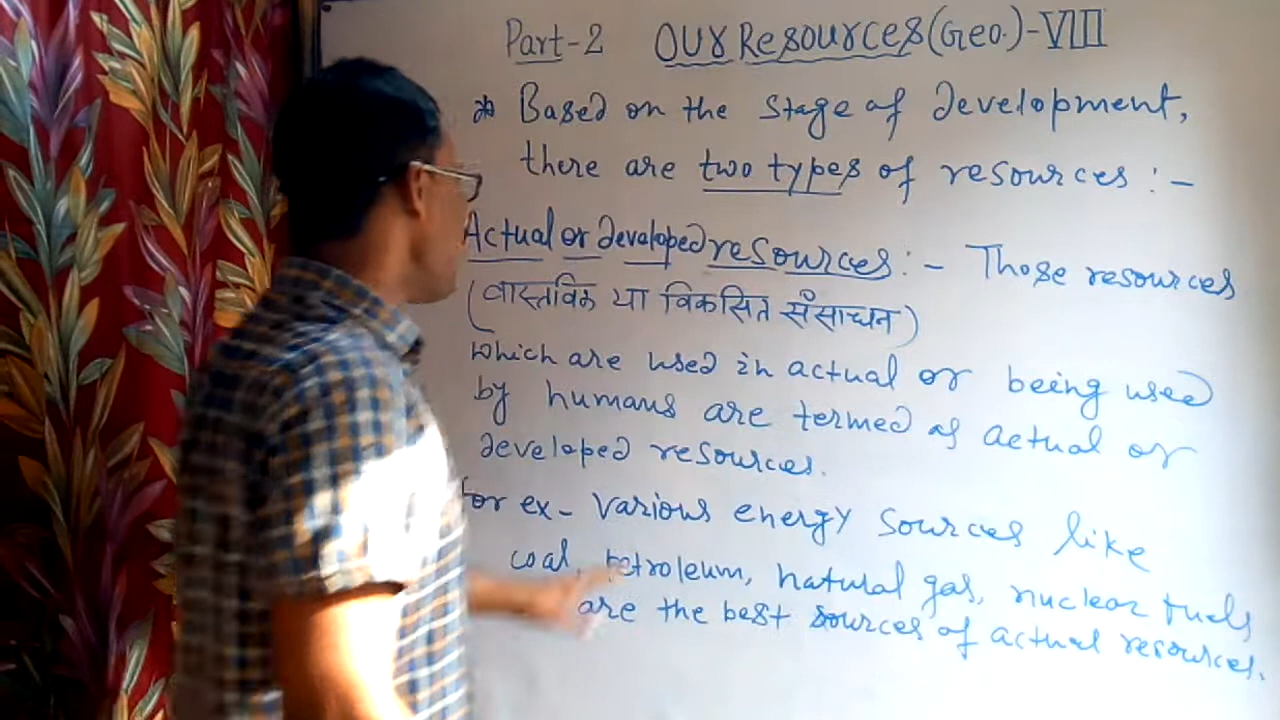 Part-2 Our Resources (Geo.)-VIII
* Based on the stage of development,
there are two types of resources :-
Actual or developed resources :- Those resources
(वास्तविक या विकसित सँसाधन)
which are used in actual or being used
by humans are termed as actual or
developed resources.
For ex- various energy sources like
coal, petroleum, natural gas, nuclear fuels
are the best sources of actual resources.